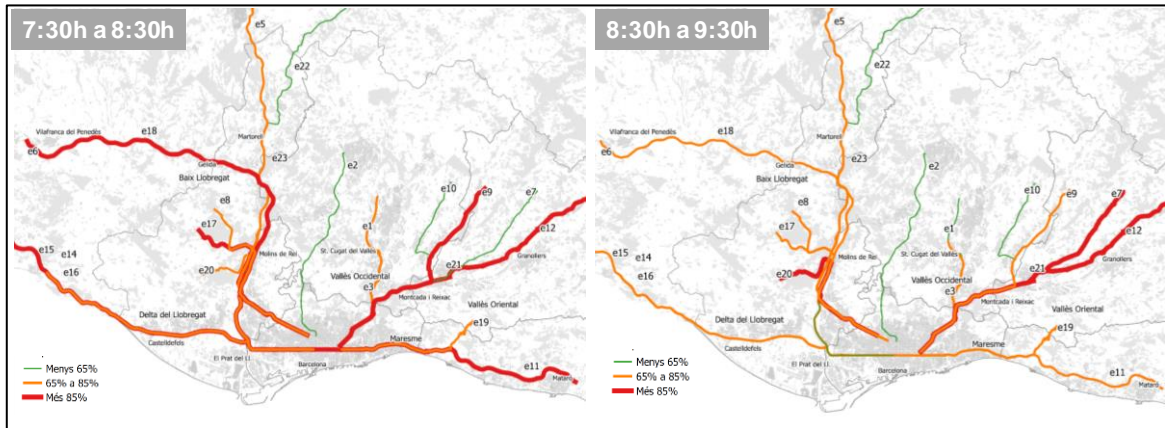 7:30h a 8:30h
e5
e22
Vilafranca del Penedès
e18
Martorell
e6
e23
Gelida
Baix Llobregat
e2
e8
e10
e9
e7
e17
e1
e12
Molins de Rei
St. Cugat del Vallès
Granollers
e15
e14
e16
e20
e21
Vallès Occidental
e3
Montcada i Reixac
Vallès Oriental
Delta del Llobregat
e19
Maresme
Castelldefels
El Prat del Ll.
Barcelona
e11
Mataró
Menys 65%
65% a 85%
Més 85%
8:30h a 9:30h
e5
e22
Vilafranca del Penedès
e18
Martorell
e6
e23
Gelida
Baix Llobregat
e2
e8
e10
e9
e7
e17
e1
e12
Molins de Rei
St. Cugat del Vallès
Granollers
e15
e14
e16
e20
e21
Vallès Occidental
e3
Montcada i Reixac
Vallès Oriental
Delta del Llobregat
e19
Maresme
Castelldefels
El Prat del Ll.
Barcelona
e11
Mataró
Menys 65%
65% a 85%
Més 85%